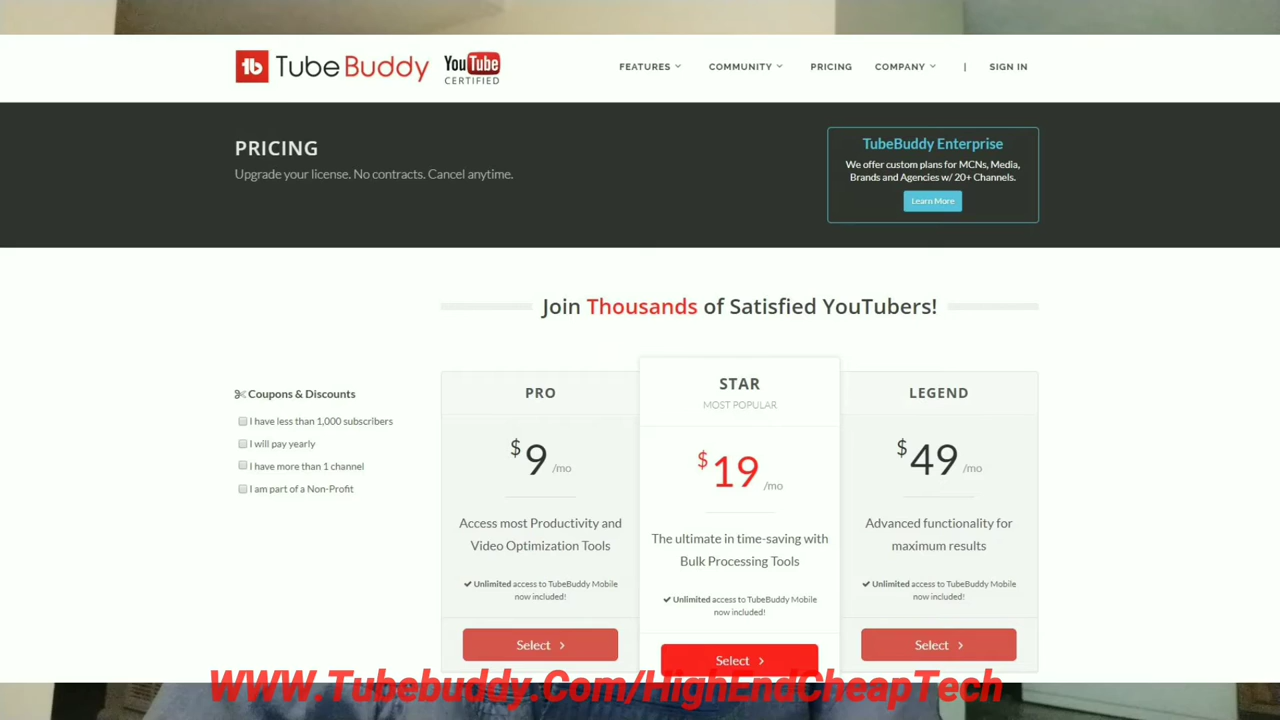 TubeBuddy
YouTube
CERTIFIED
FEATURES
COMMUNITY
PRICING
COMPANY
|
SIGN IN
PRICING
Upgrade your license. No contracts. Cancel anytime.
TubeBuddy Enterprise
We offer custom plans for MCNs, Media,
Brands and Agencies w/ 20+ Channels.
Learn More
Join Thousands of Satisfied YouTubers!
Coupons & Discounts
I have less than 1,000 subscribers
I will pay yearly
I have more than 1 channel
I am part of a Non-Profit
PRO
$9 /mo
Access most Productivity and
Video Optimization Tools
✔ Unlimited access to TubeBuddy Mobile
now included!
Select >
STAR
MOST POPULAR
$19 /mo
The ultimate in time-saving with
Bulk Processing Tools
✔ Unlimited access to TubeBuddy Mobile
now included!
Select >
LEGEND
$49 /mo
Advanced functionality for
maximum results
✔ Unlimited access to TubeBuddy Mobile
now included!
Select >
WWW.Tubebuddy.Com/HighEndCheapTech